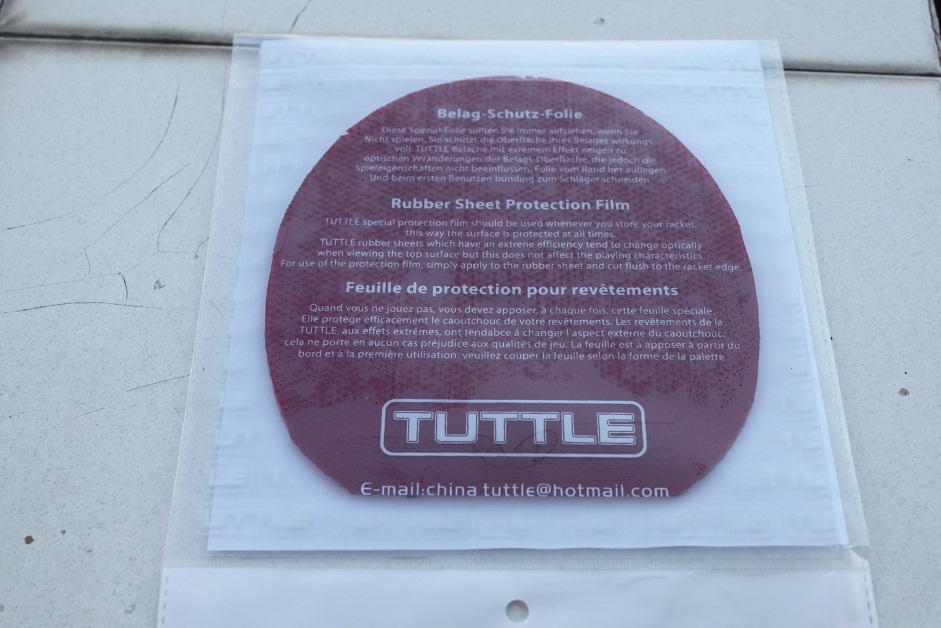 Belag-Schutz-Folie
Diese Spezial-Folie sollten Sie immer aufziehen, wenn Sie
Nicht spielen. Sie schützt die Oberfläche Ihres Belages wirkungs-
voll. TUTTLE Beläche mit extremem Effekt neigen zu
optischen Veränderungen der Belags-Oberfläche, die jedoch die
Spieleigenschaften nicht beeinflussen. Folie vom Rand her auflegen
Und beim ersten Benutzen bünding zum Schläger schneiden
Rubber Sheet Protection Film
TUTTLE special protection film should be used whenever you store your racket,
this way the surface is protected at all times.
TUTTLE rubber sheets which have an extrene efficiency tend to change optically
when viewing the top surface but this does not affect the playing characteristics.
For use of the protection film, simply apply to the rubber sheet and cut flush to the racket edge.
Feuille de protection pour revêtements
Quand vous ne jouez pas, vous devez apposer, à chaque fois, cette feuille spéciale.
Elle protège efficacement le caoutchouc de votre revêtements. Les revêtements de la
TUTTLE, aux effets extrêmes, ont tendabce à changer l'aspect externe du caoutchouc;
cela ne porte en aucun cas préjudice aux qualités de jeu. La feuille est à apposer à partir du
bord et à la première utilisation, veuillez couper la feuille selon la forme de la palette
TUTTLE
E-mail:china tuttle@hotmail.com